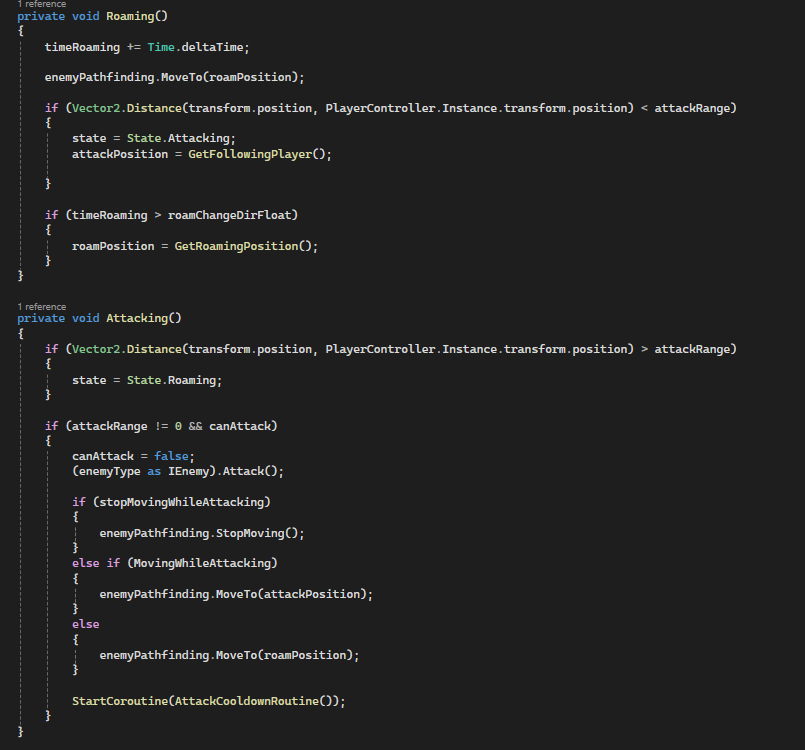 1 reference
private void Roaming()
{
    timeRoaming += Time.deltaTime;

    enemyPathfinding.MoveTo(roamPosition);

    if (Vector2.Distance(transform.position, PlayerController.Instance.transform.position) < attackRange)
    {
        state = State.Attacking;
        attackPosition = GetFollowingPlayer();

    }

    if (timeRoaming > roamChangeDirFloat)
    {
        roamPosition = GetRoamingPosition();
    }
}

1 reference
private void Attacking()
{
    if (Vector2.Distance(transform.position, PlayerController.Instance.transform.position) > attackRange)
    {
        state = State.Roaming;
    }

    if (attackRange != 0 && canAttack)
    {
        canAttack = false;
        (enemyType as IEnemy).Attack();

        if (stopMovingWhileAttacking)
        {
            enemyPathfinding.StopMoving();
        }
        else if (MovingWhileAttacking)
        {
            enemyPathfinding.MoveTo(attackPosition);
        }
        else
        {
            enemyPathfinding.MoveTo(roamPosition);
        }

        StartCoroutine(AttackCooldownRoutine());
    }
}